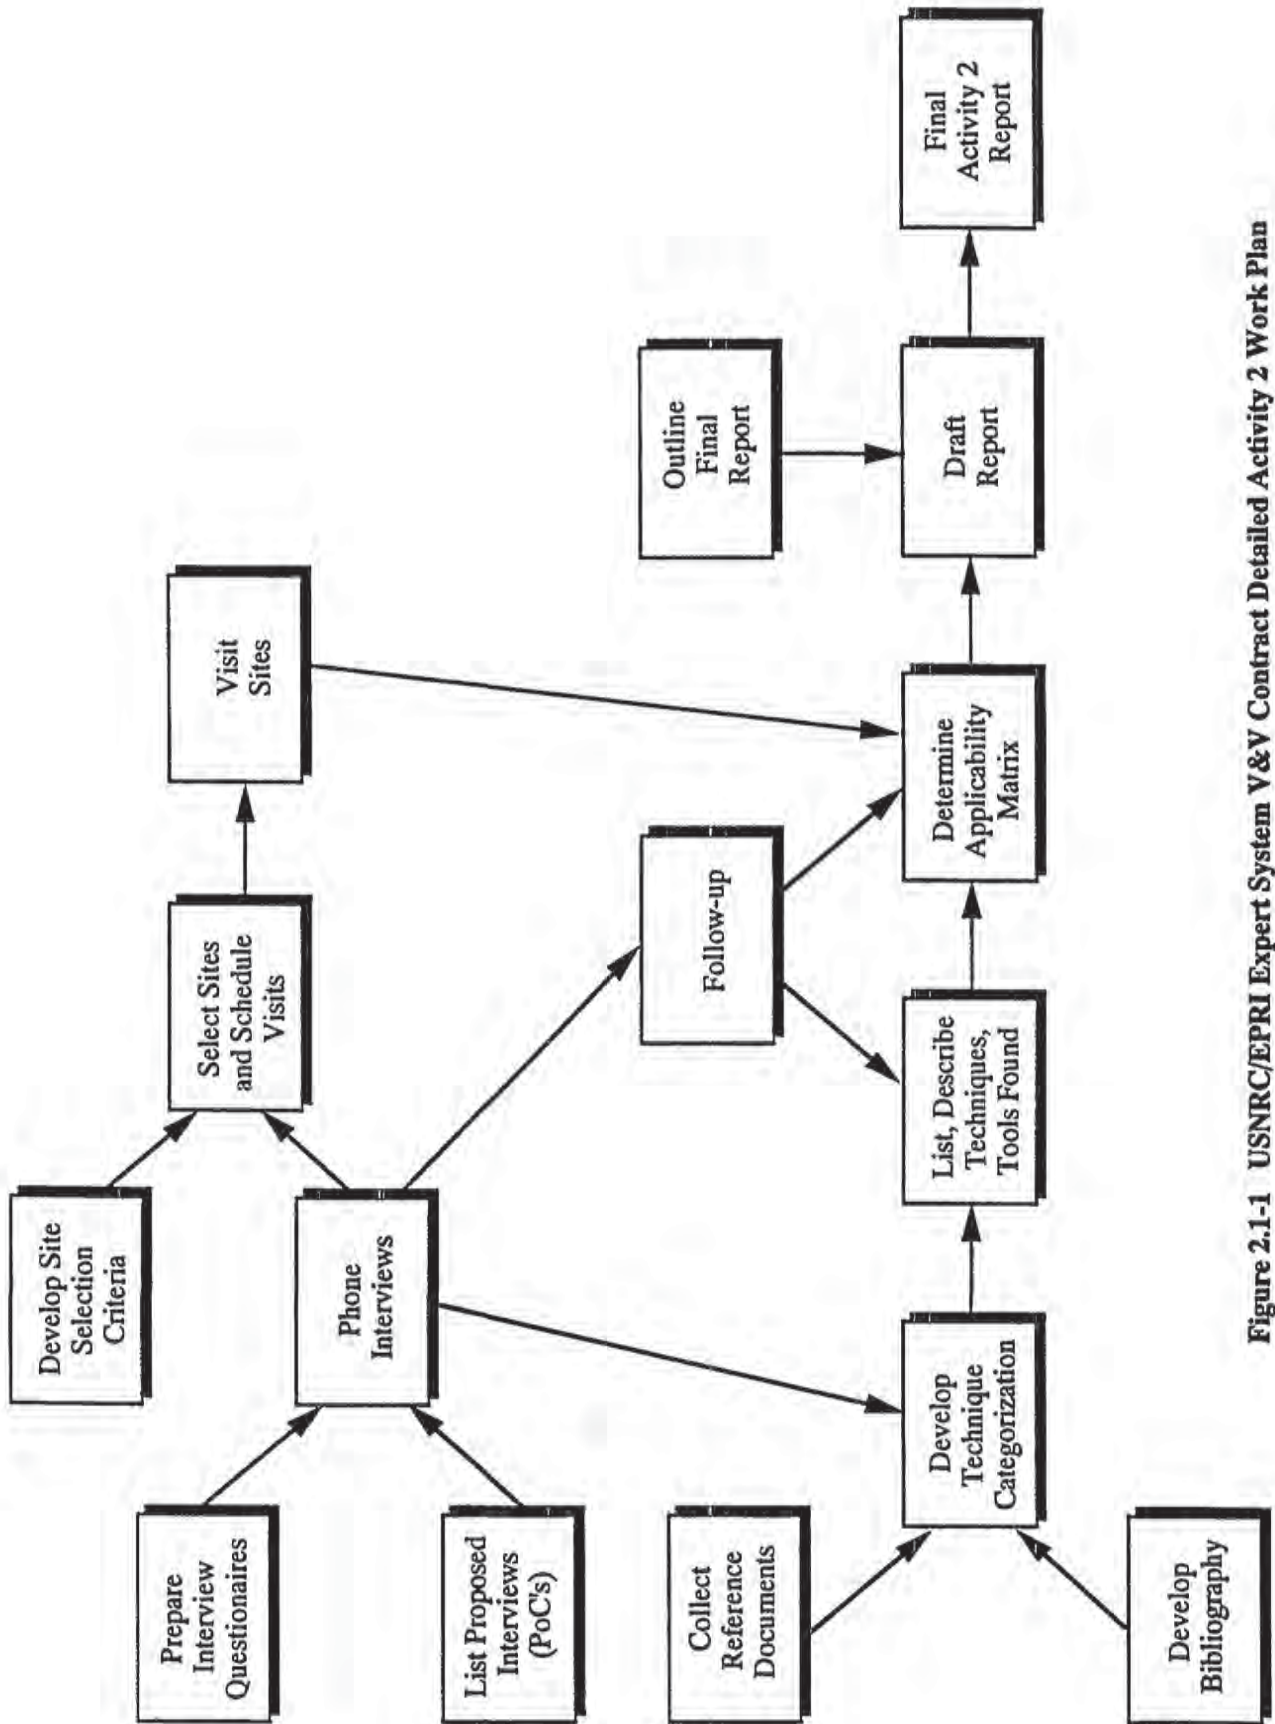 Develop Site
Selection
Criteria
Prepare
Interview
Questionaires
Phone
Interviews
List Proposed
Interviews
(PoC's)
Select Sites
and Schedule
Visits
Visit
Sites
Follow-up
Outline
Final
Report
Collect
Reference
Documents
Develop
Bibliography
Develop
Technique
Categorization
List, Describe
Techniques,
Tools Found
Determine
Applicability
Matrix
Draft
Report
Final
Activity 2
Report
Figure 2.1-1 USNRC/EPRI Expert System V&V Contract Detailed Activity 2 Work Plan